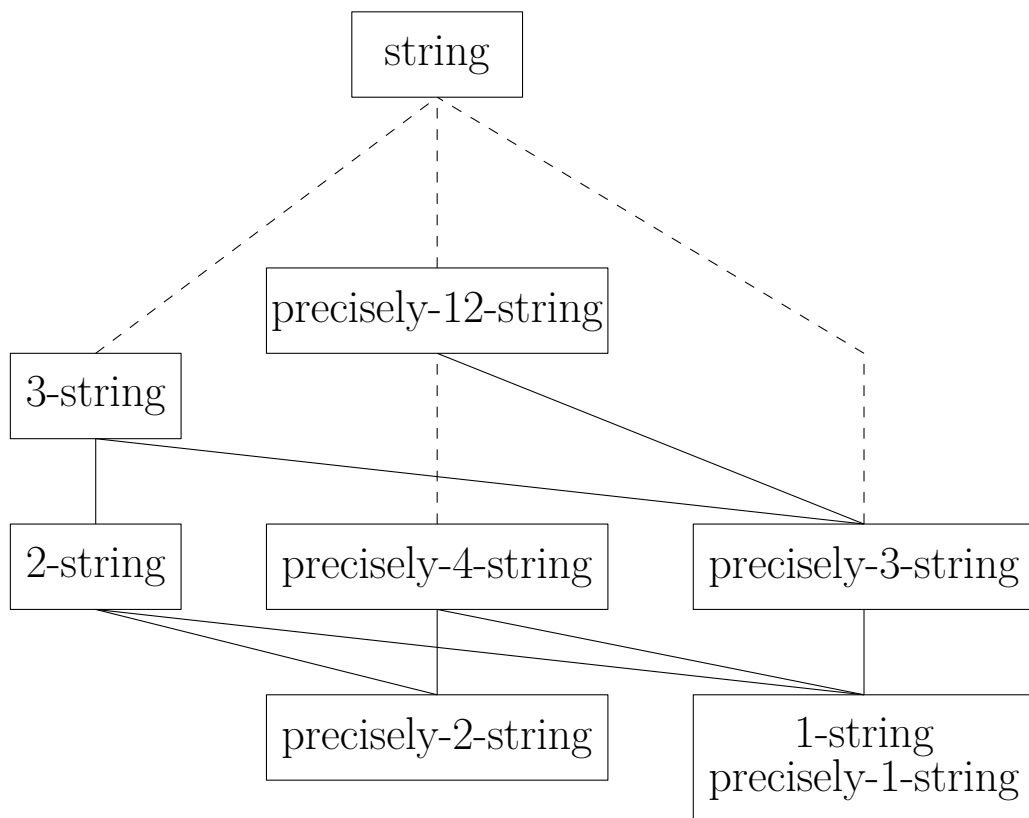 string
precisely-12-string
3-string
2-string
precisely-4-string
precisely-3-string
precisely-2-string
1-string
precisely-1-string